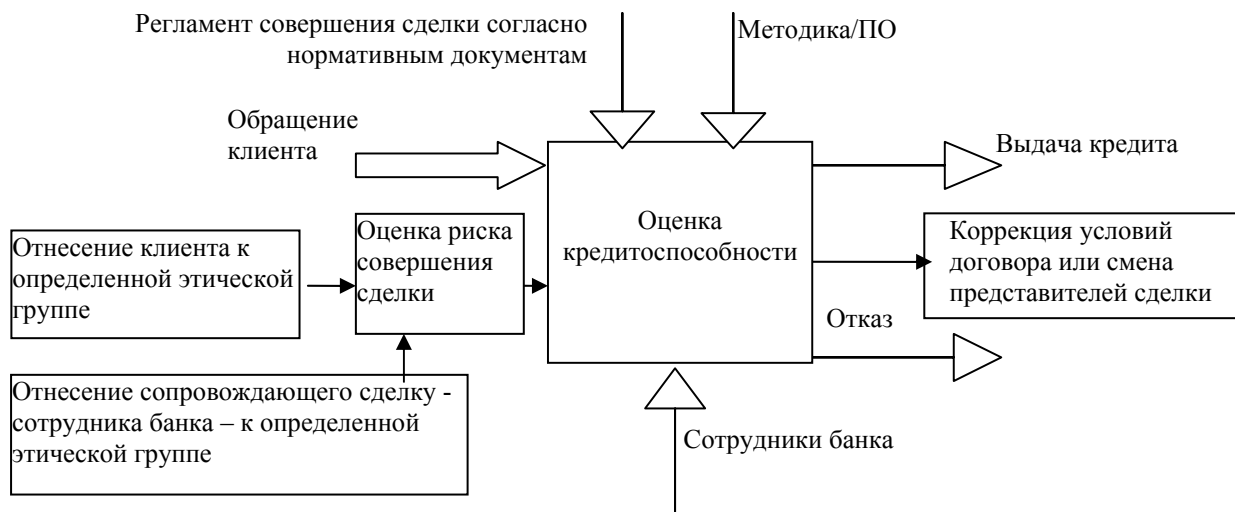 Регламент совершения сделки согласно
нормативным документам
Методика/ПО
Обращение
клиента
Выдача кредита
Оценка
кредитоспособности
Отнесение клиента к
определенной этической
группе
Оценка риска
совершения
сделки
Коррекция условий
договора или смена
представителей сделки
Отказ
Отнесение сопровождающего сделку -
сотрудника банка – к определенной
этической группе
Сотрудники банка